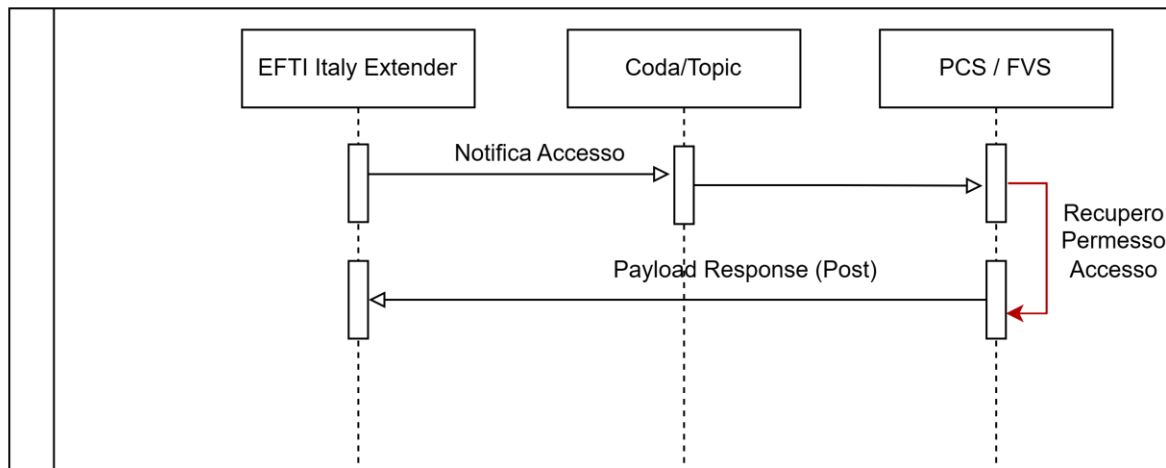 EFTI Italy Extender
Coda/Topic
PCS / FVS
Notifica Accesso
Recupero
Permesso
Accesso
Payload Response (Post)